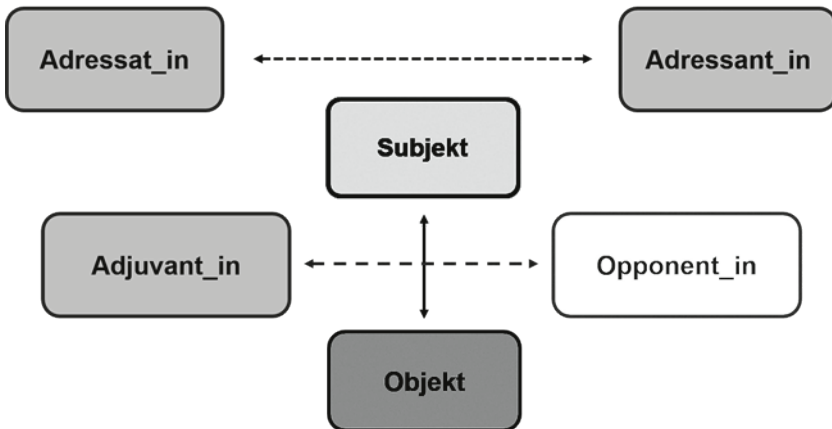 Adressat_in
Adressant_in
Subjekt
Adjuvant_in
Opponent_in
Objekt